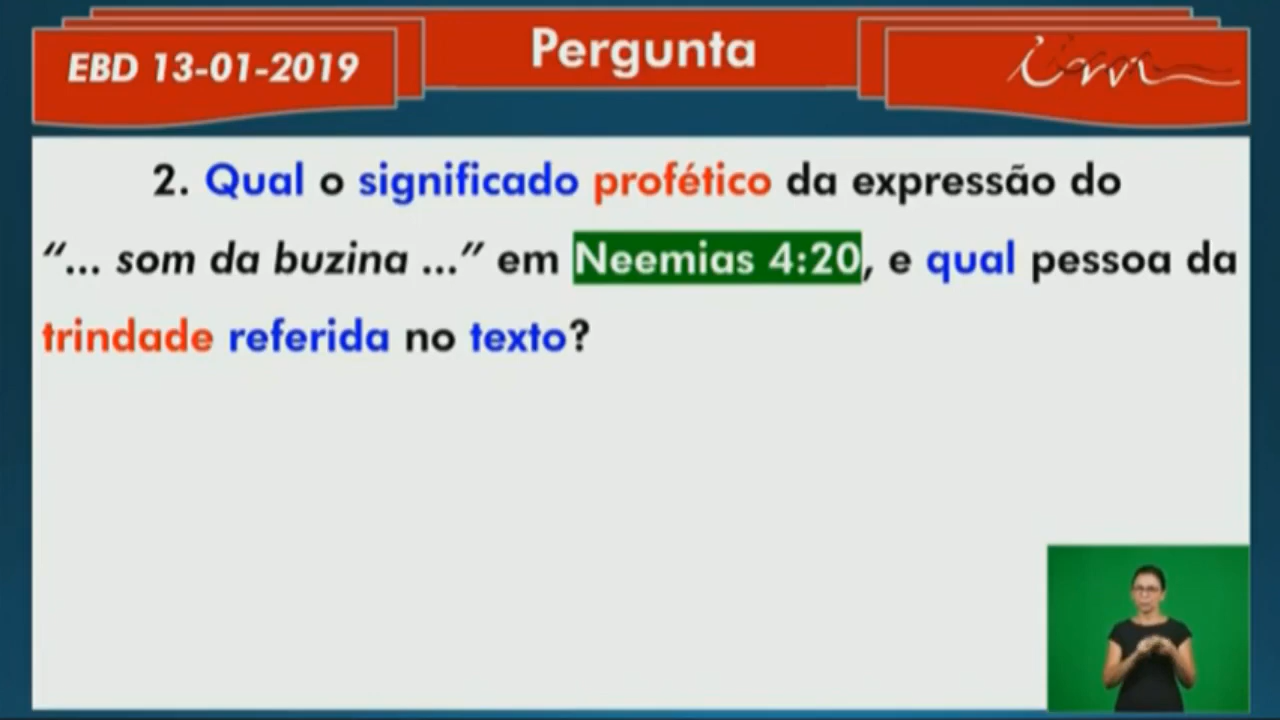 EBD 13-01-2019
Pergunta
2. Qual o significado profético da expressão do
“... som da buzina ...” em Neemias 4:20, e qual pessoa da
trindade referida no texto?